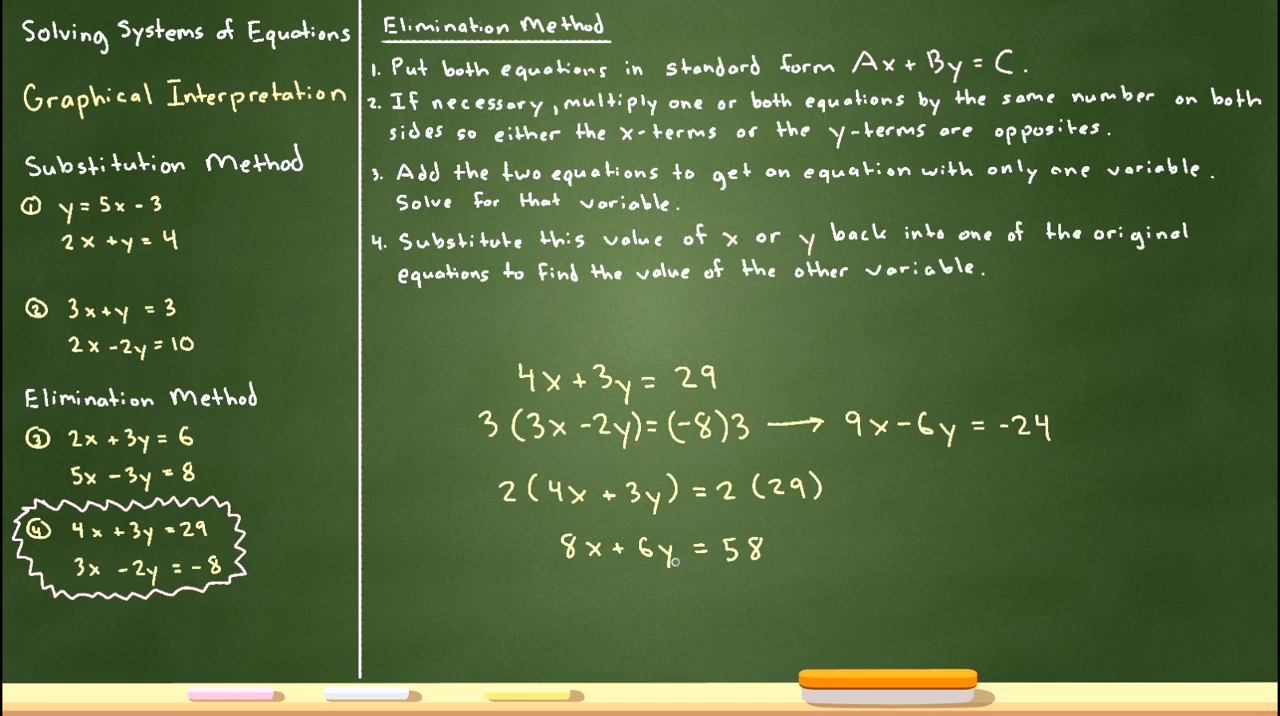 Solving Systems of Equations
Graphical Interpretation
Substitution Method
① y = 5x - 3
2x + y = 4
② 3x + y = 3
2x - 2y = 10
Elimination Method
③ 2x + 3y = 6
5x - 3y = 8
④ 4x + 3y = 29
3x - 2y = -8
Elimination Method
1. Put both equations in standard form Ax + By = C.
2. If necessary, multiply one or both equations by the same number on both
sides so either the x-terms or the y-terms are opposites.
3. Add the two equations to get an equation with only one variable.
Solve for that variable.
4. Substitute this value of x or y back into one of the original
equations to find the value of the other variable.
4x + 3y = 29
3(3x - 2y) = (-8)3 → 9x - 6y = -24
2(4x + 3y) = 2(29)
8x + 6y = 58